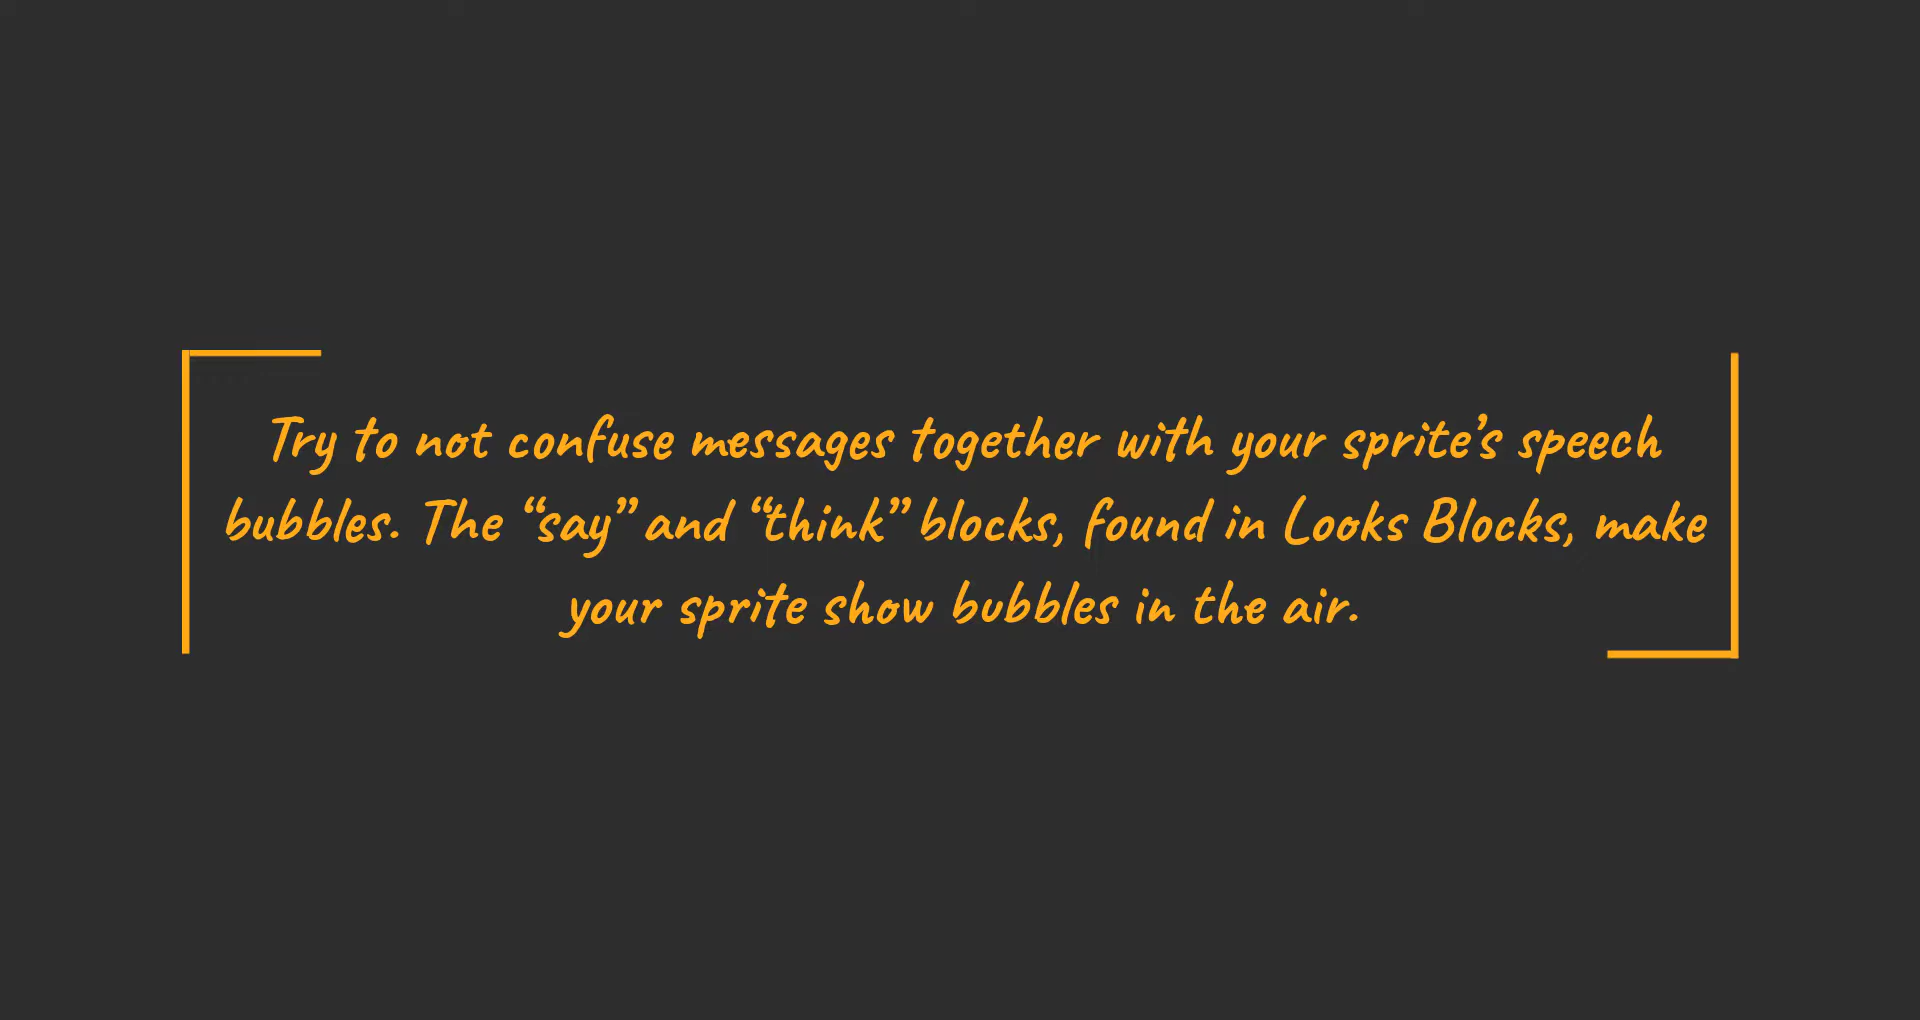 Try to not confuse messages together with your sprite’s speech
bubbles. The “say” and “think” blocks, found in Looks Blocks, make
your sprite show bubbles in the air.